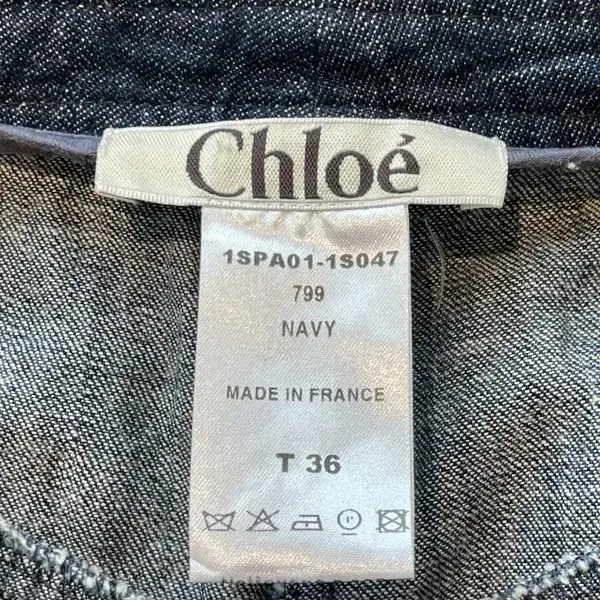 Chloé
1SPA01-1S047
799
NAVY
MADE IN FRANCE
T 36
P